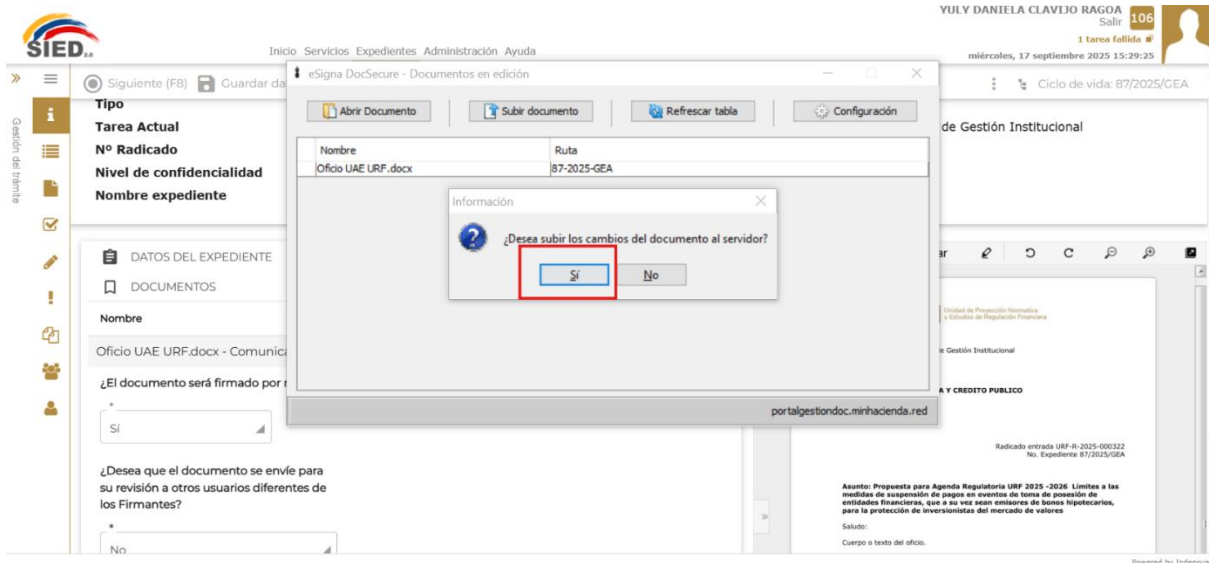 YULY DANIELA CLAVIJO RAGOA
Salir
106
1 tarea fallida
miércoles, 17 septiembre 2025 15:29:25
SIED 2.0
Inicio Servicios Expedientes Administración Ayuda
Siguiente (F8) Guardar da
Ciclo de vida: 87/2025/GEA
Gestión del trámite
Tipo
Tarea Actual
Nº Radicado
Nivel de confidencialidad
Nombre expediente
de Gestión Institucional
eSigna DocSecure - Documentos en edición
Abrir Documento Subir documento Refrescar tabla Configuración
Nombre Ruta
Oficio UAE URF.docx 87-2025-GEA
Información
¿Desea subir los cambios del documento al servidor?
Sí No
portalgestiondoc.minhacienda.red
DATOS DEL EXPEDIENTE
DOCUMENTOS
Nombre
Oficio UAE URF.docx - Comunica
¿El documento será firmado por
*
Sí
¿Desea que el documento se envíe para
su revisión a otros usuarios diferentes de
los Firmantes?
*
No
ar
Unidad de Proyección Normativa
y Estudios de Regulación Financiera
de Gestión Institucional
A Y CREDITO PUBLICO
Radicado entrada URF-R-2025-000322
No. Expediente 87/2025/GEA
Asunto: Propuesta para Agenda Regulatoria URF 2025 -2026 Limites a las
medidas de suspensión de pagos en eventos de toma de posesión de
entidades financieras, que a su vez sean emisores de bonos hipotecarios,
para la protección de inversionistas del mercado de valores
Saludo:
Cuerpo o texto del oficio.
Powered by Indenova